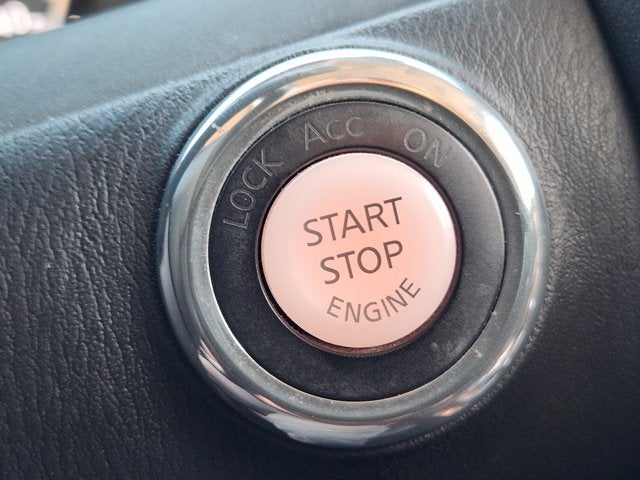 LOCK ACC ON
START
STOP
ENGINE